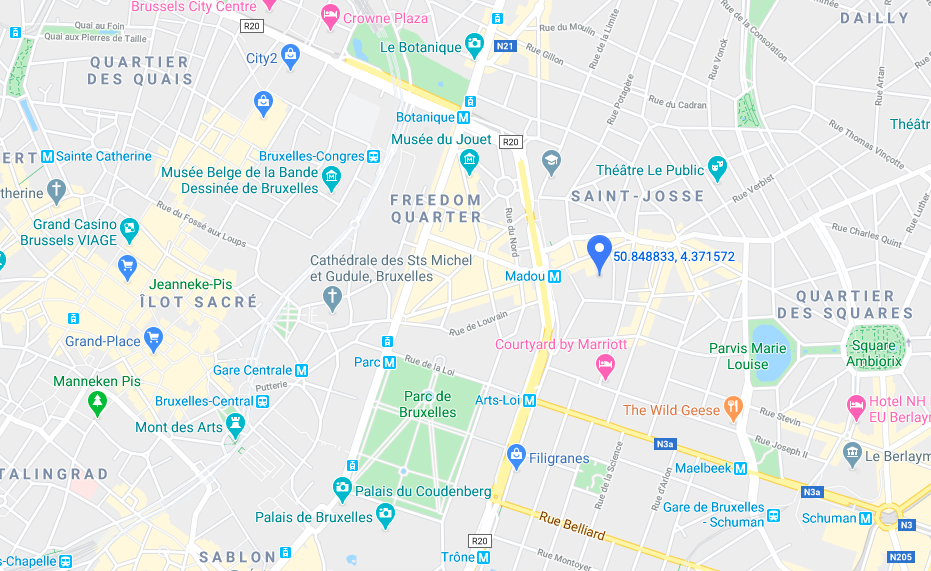 Brussels City Centre
Crowne Plaza
DAILLY
Quai au Foin
Quai aux Pierres de Taille
R20
Le Botanique
N21
Rue du Moulin
Rue Gillon
Rue de la Limite
Rue de la Consolation
Rue Vonck
City2
QUARTIER
DES QUAIS
Rue Potagère
Rue du Cadran
Rue Artan
Botanique
Musée du Jouet
R20
Rue Thomas Vinçotte
Théâtr
ERT
Sainte Catherine
Bruxelles-Congres
Musée Belge de la Bande
Dessinée de Bruxelles
Théâtre Le Public
Rue Verbist
therine
FREEDOM
QUARTER
SAINT-JOSSE
Rue du Fossé aux Loups
Rue du Nord
Rue Luther
Grand Casino
Brussels VIAGE
Rue Charles Quint
Cathédrale des Sts Michel
et Gudule, Bruxelles
Madou
50.848833, 4.371572
Jeanneke-Pis
ÎLOT SACRÉ
QUARTIER
DES SQUARES
Rue de Louvain
Grand-Place
Courtyard by Marriott
Parvis Marie
Louise
Square
Ambiorix
Parc
Rue de la Loi
Gare Centrale
Manneken Pis
Putterie
Parc de
Bruxelles
Bruxelles-Central
Arts-Loi
The Wild Geese
Hotel NH
EU Berlaym
Rue Stevin
Mont des Arts
N3a
Rue Joseph II
Filigranes
Le Berlaym
TALINGRAD
Rue de la Science
Rue d'Arlon
Maelbeek
N3a
Palais du Coudenberg
Palais de Bruxelles
Gare de Bruxelles
- Schuman
Schuman
N3
Rue Belliard
R20
SABLON
Trône
Rue Montoyer
N205
s-Chapelle